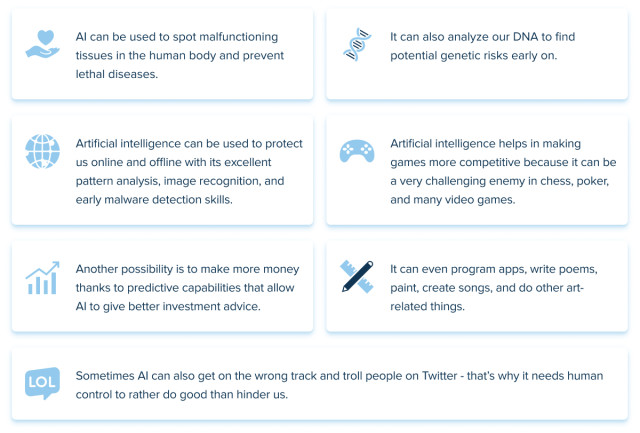 AI can be used to spot malfunctioning
tissues in the human body and prevent
lethal diseases.
It can also analyze our DNA to find
potential genetic risks early on.
Artificial intelligence can be used to protect
us online and offline with its excellent
pattern analysis, image recognition, and
early malware detection skills.
Artificial intelligence helps in making
games more competitive because it can be
a very challenging enemy in chess, poker,
and many video games.
Another possibility is to make more money
thanks to predictive capabilities that allow
AI to give better investment advice.
It can even program apps, write poems,
paint, create songs, and do other art-
related things.
LOL
Sometimes AI can also get on the wrong track and troll people on Twitter - that's why it needs human
control to rather do good than hinder us.